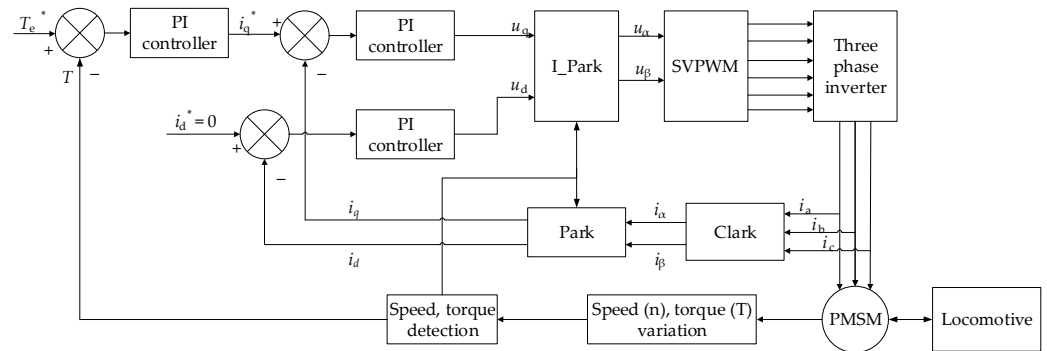 Te*
+
T
−
PI
controller
iq*
+
−
PI
controller
uq
I_Park
uα
uβ
SVPWM
Three
phase
inverter
id* = 0
+
−
PI
controller
ud
iq
id
Park
iα
iβ
Clark
ia
ib
ic
Speed, torque
detection
Speed (n), torque (T)
variation
PMSM
Locomotive